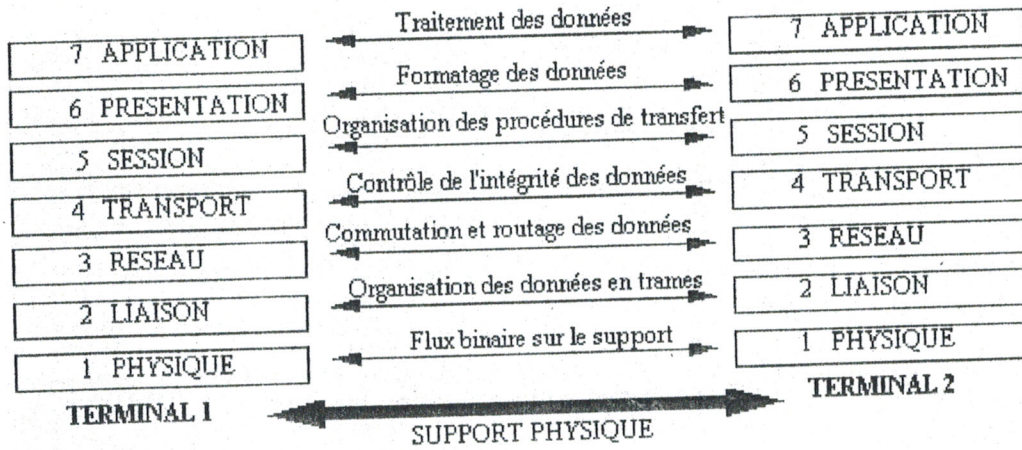 Traitement des données
7 APPLICATION
7 APPLICATION
Formatage des données
6 PRESENTATION
6 PRESENTATION
Organisation des procédures de transfert
5 SESSION
5 SESSION
Contrôle de l'intégrité des données
4 TRANSPORT
4 TRANSPORT
Commutation et routage des données
3 RESEAU
3 RESEAU
Organisation des données en trames
2 LIAISON
2 LIAISON
Flux binaire sur le support
1 PHYSIQUE
1 PHYSIQUE
TERMINAL 1
TERMINAL 2
SUPPORT PHYSIQUE